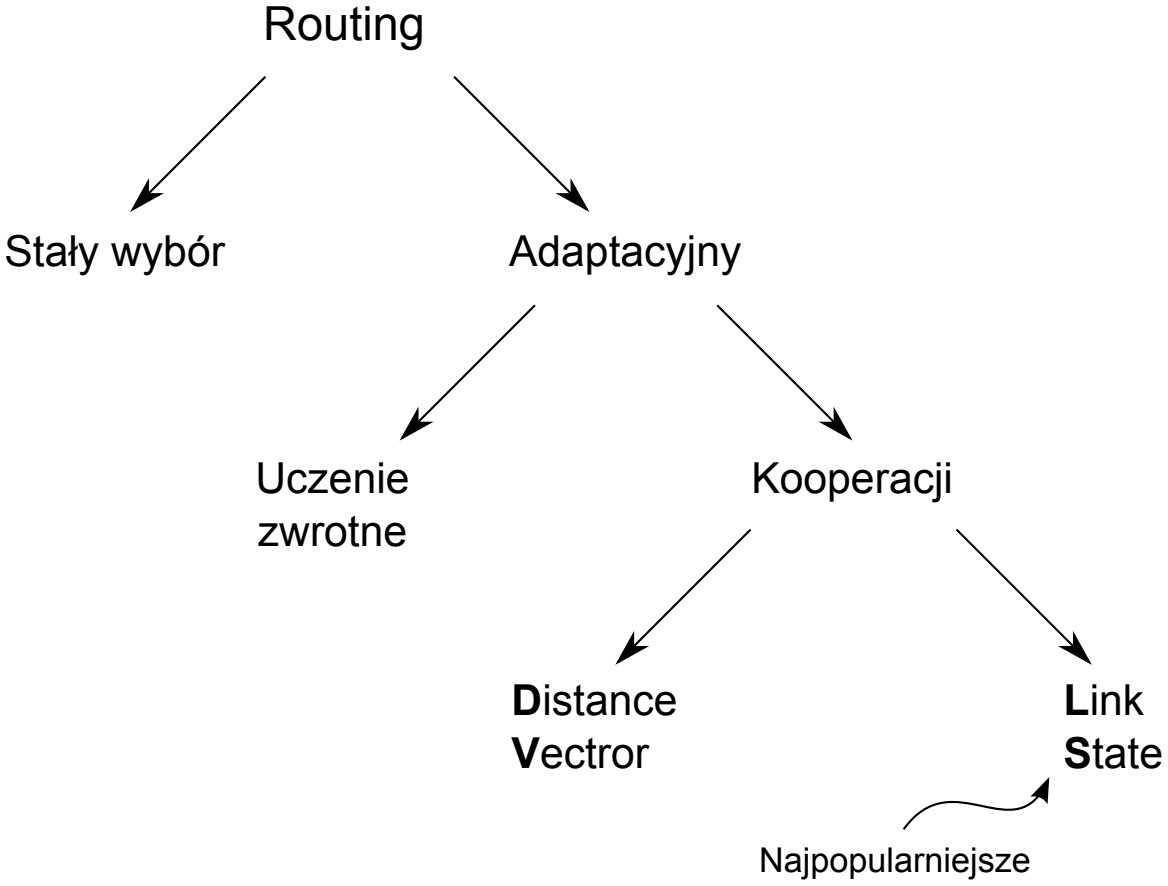 Routing
Stały wybór
Adaptacyjny
Uczenie
zwrotne
Kooperacji
Distance
Vectror
Link
State
Najpopularniejsze